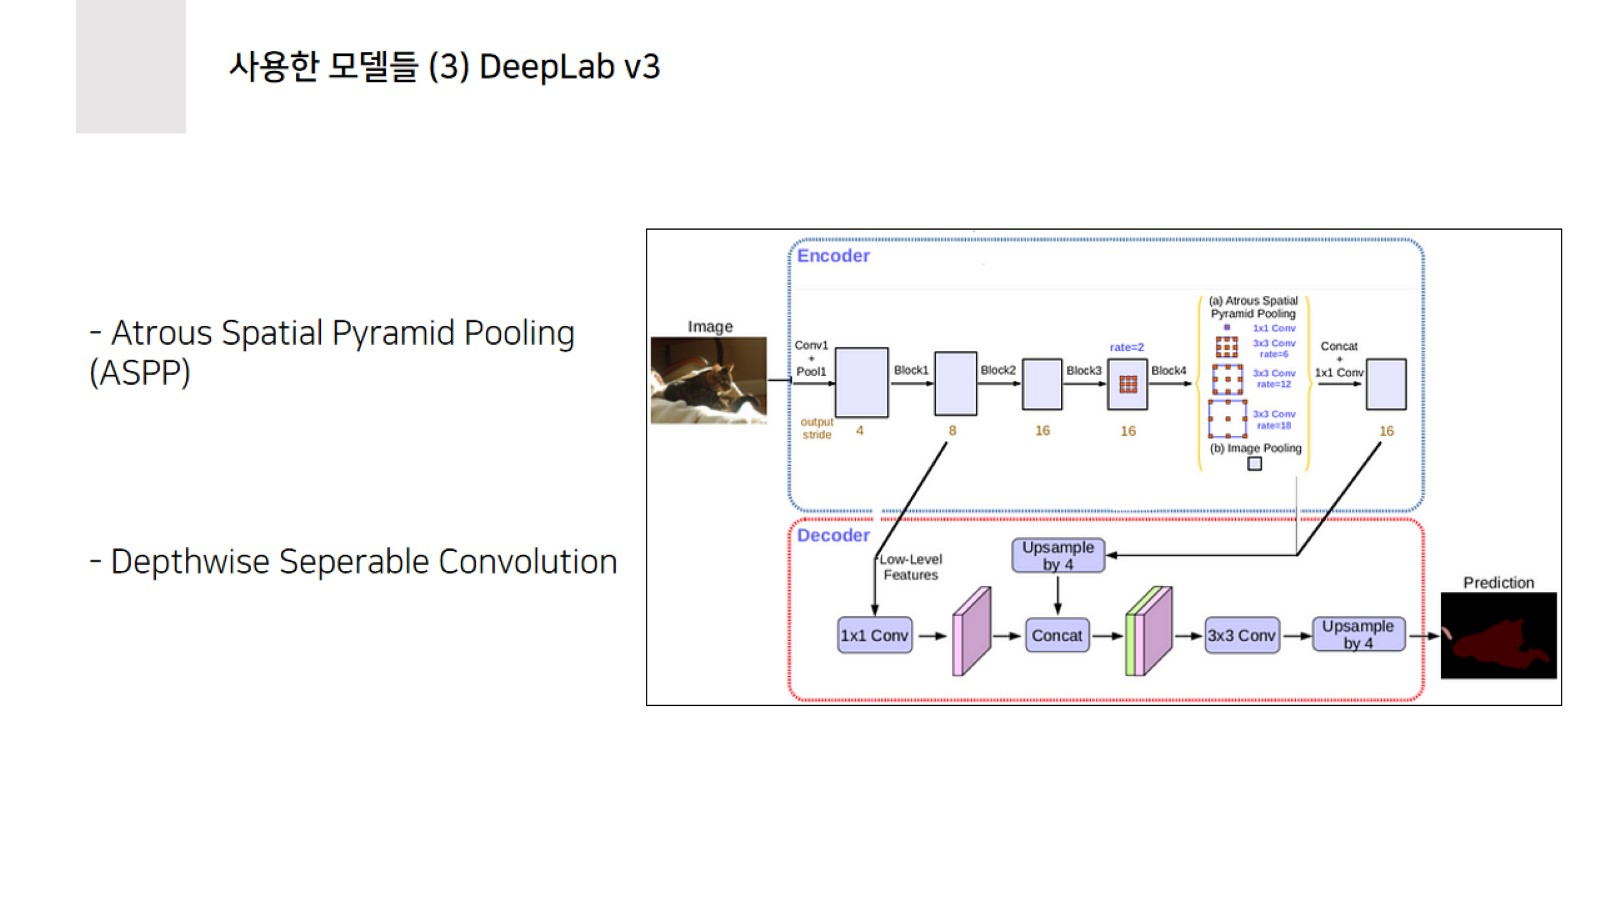 사용한 모델들 (3) DeepLab v3
- Atrous Spatial Pyramid Pooling
(ASPP)
- Depthwise Seperable Convolution
Encoder
Image
Conv1
+
Pool1
Block1
Block2
Block3
rate=2
Block4
(a) Atrous Spatial
Pyramid Pooling
1x1 Conv
3x3 Conv
rate=6
3x3 Conv
rate=12
3x3 Conv
rate=18
(b) Image Pooling
Concat
+
1x1 Conv
output
stride
4
8
16
16
16
Decoder
Low-Level
Features
Upsample
by 4
1x1 Conv
Concat
3x3 Conv
Upsample
by 4
Prediction